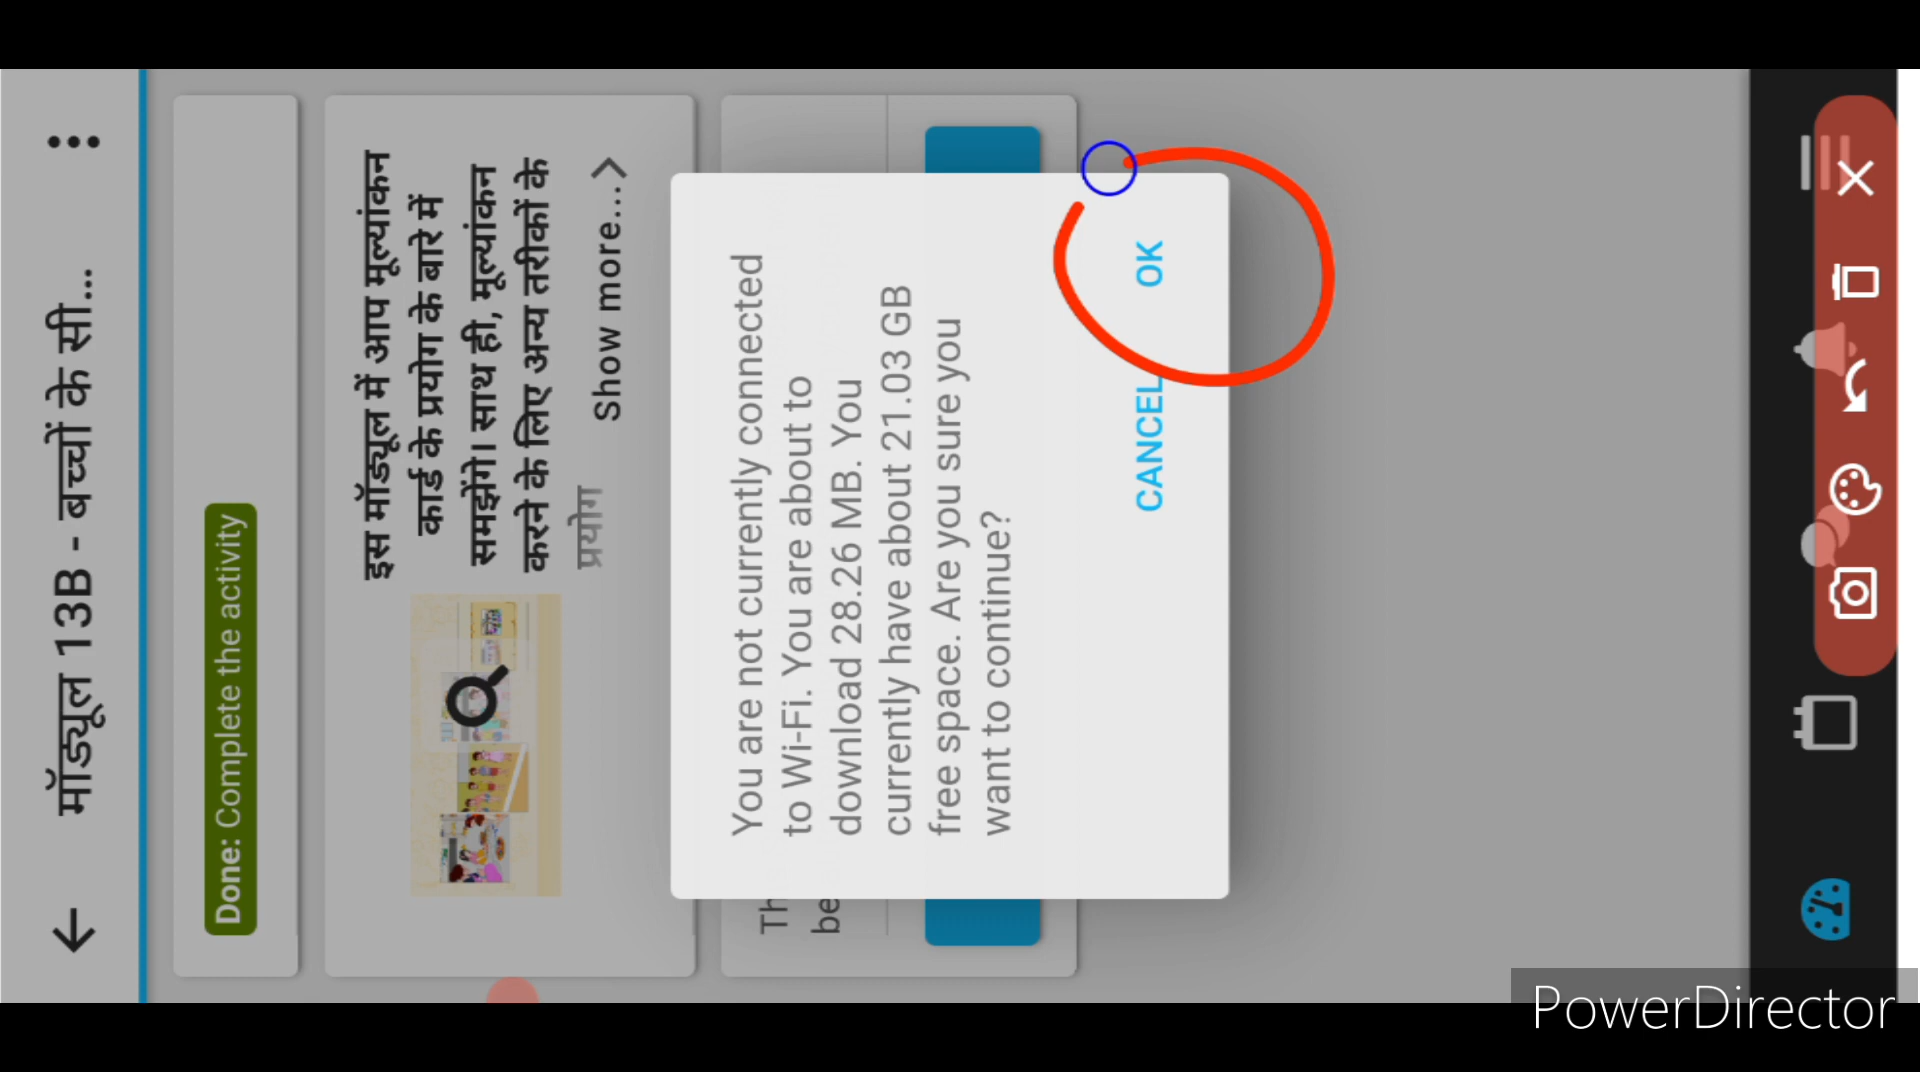 मॉड्यूल 13B - बच्चों के सी...
Done: Complete the activity
इस मॉड्यूल में आप मूल्यांकन
कार्ड के प्रयोग के बारे में
समझेंगे। साथ ही, मूल्यांकन
करने के लिए अन्य तरीकों के
प्रयोग
Show more...
Th
be
You are not currently connected
to Wi-Fi. You are about to
download 28.26 MB. You
currently have about 21.03 GB
free space. Are you sure you
want to continue?
CANCEL OK
PowerDirector